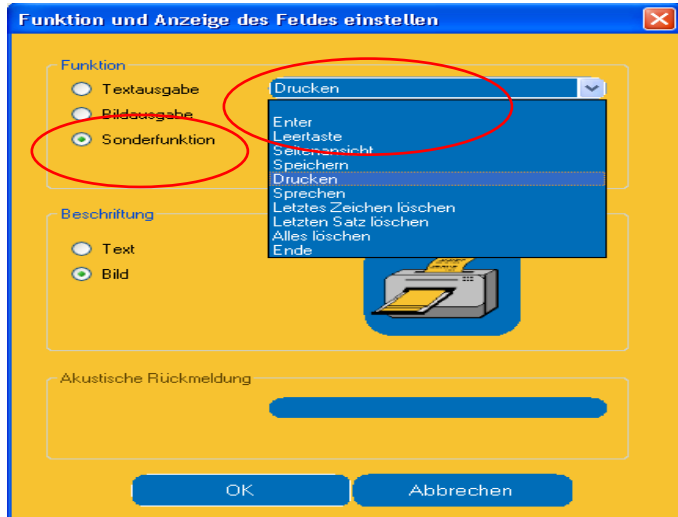 Funktion und Anzeige des Feldes einstellen
Funktion
Textausgabe
Drucken
Bildausgabe
Sonderfunktion
Enter
Leertaste
Seitenansicht
Speichern
Drucken
Sprechen
Letztes Zeichen löschen
Letzten Satz löschen
Alles löschen
Ende
Beschriftung
Text
Bild
Akustische Rückmeldung
OK
Abbrechen